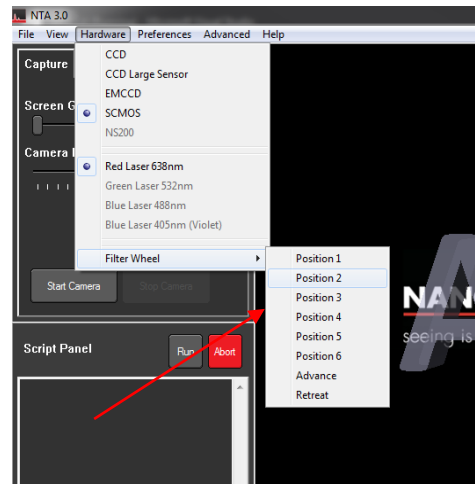 NTA 3.0
File View Hardware Preferences Advanced Help
Capture
CCD
CCD Large Sensor
EMCCD
Screen G
SCMOS
NS200
Camera
Red Laser 638nm
Green Laser 532nm
Blue Laser 488nm
Blue Laser 405nm (Violet)
Filter Wheel
Position 1
Position 2
Position 3
Position 4
Position 5
Position 6
Advance
Retreat
Start Camera Stop Camera
NANO
seeing is
Script Panel Run Abort